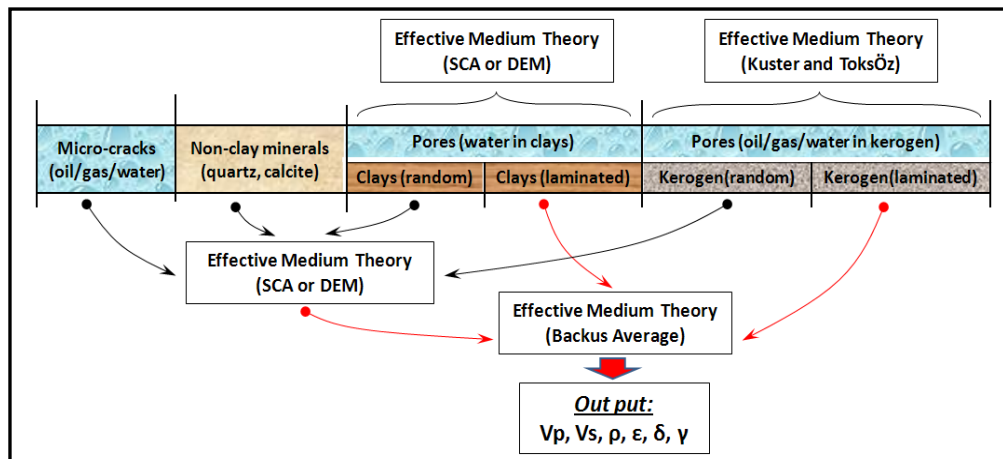 Effective Medium Theory
(SCA or DEM)
Effective Medium Theory
(Kuster and ToksÖz)
Micro-cracks
(oil/gas/water)
Non-clay minerals
(quartz, calcite)
Pores (water in clays)
Clays (random)
Clays (laminated)
Pores (oil/gas/water in kerogen)
Kerogen(random)
Kerogen(laminated)
Effective Medium Theory
(SCA or DEM)
Effective Medium Theory
(Backus Average)
Out put:
Vp, Vs, ρ, ε, δ, γ